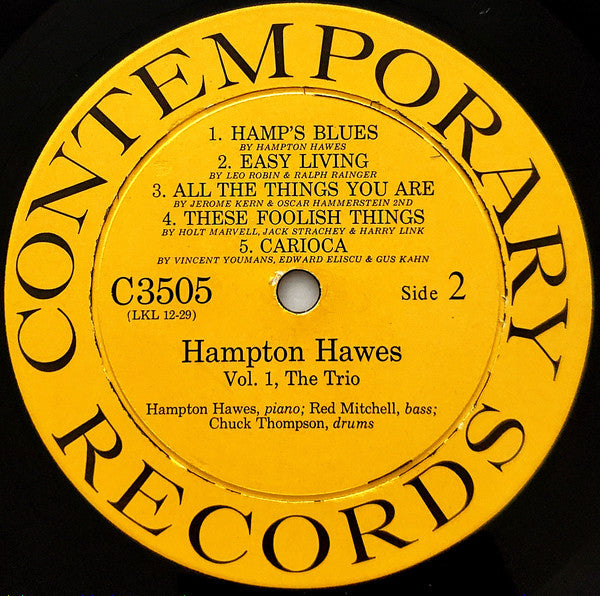 CONTEMPORARY
RECORDS
1. HAMP'S BLUES
BY HAMPTON HAWES
2. EASY LIVING
BY LEO ROBIN & RALPH RAINGER
3. ALL THE THINGS YOU ARE
BY JEROME KERN & OSCAR HAMMERSTEIN 2ND
4. THESE FOOLISH THINGS
BY HOLT MARVELL, JACK STRACHEY & HARRY LINK
5. CARIOCA
BY VINCENT YOUMANS, EDWARD ELISCU & GUS KAHN
C3505
(LKL 12-29)
Side 2
Hampton Hawes
Vol. 1, The Trio
Hampton Hawes, piano; Red Mitchell, bass;
Chuck Thompson, drums